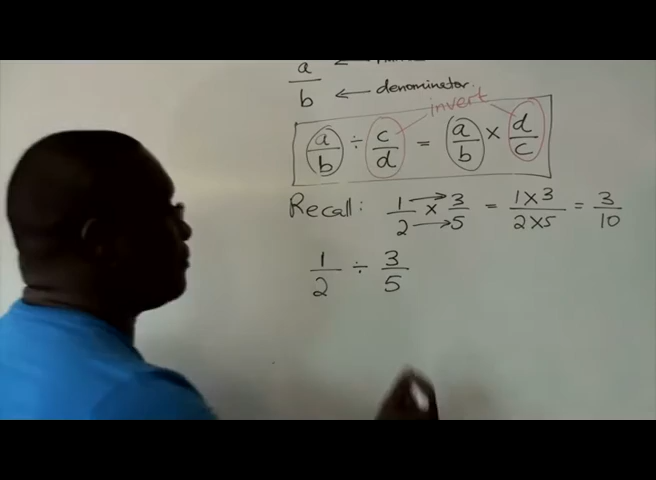 a ←
b ← denominator
invert
a/b ÷ c/d = a/b × d/c
Recall: 1/2 × 3/5 = 1×3/2×5 = 3/10
1/2 ÷ 3/5